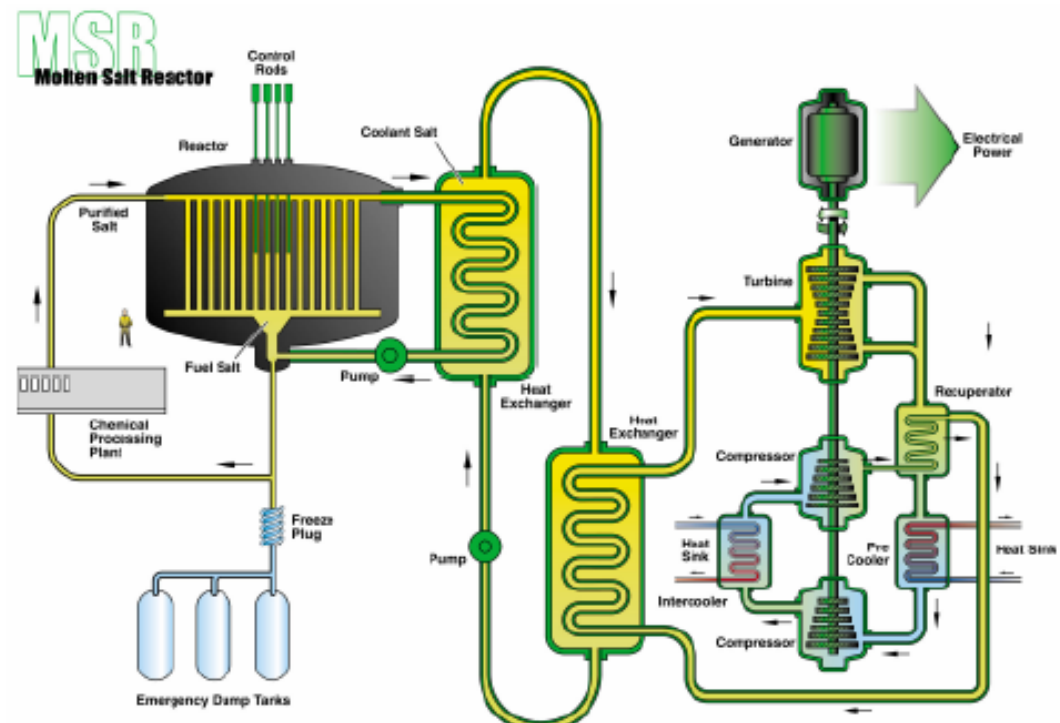 MSR
Molten Salt Reactor
Control
Rods
Coolant Salt
Reactor
Generator
Electrical
Power
Purified
Salt
Turbine
Fuel Salt
Pump
Heat
Exchanger
Recuperator
Heat
Exchanger
Chemical
Processing
Plant
Compressor
Freeze
Plug
Pump
Heat
Sink
Pre
Cooler
Heat Sink
Intercooler
Compressor
Emergency Dump Tanks